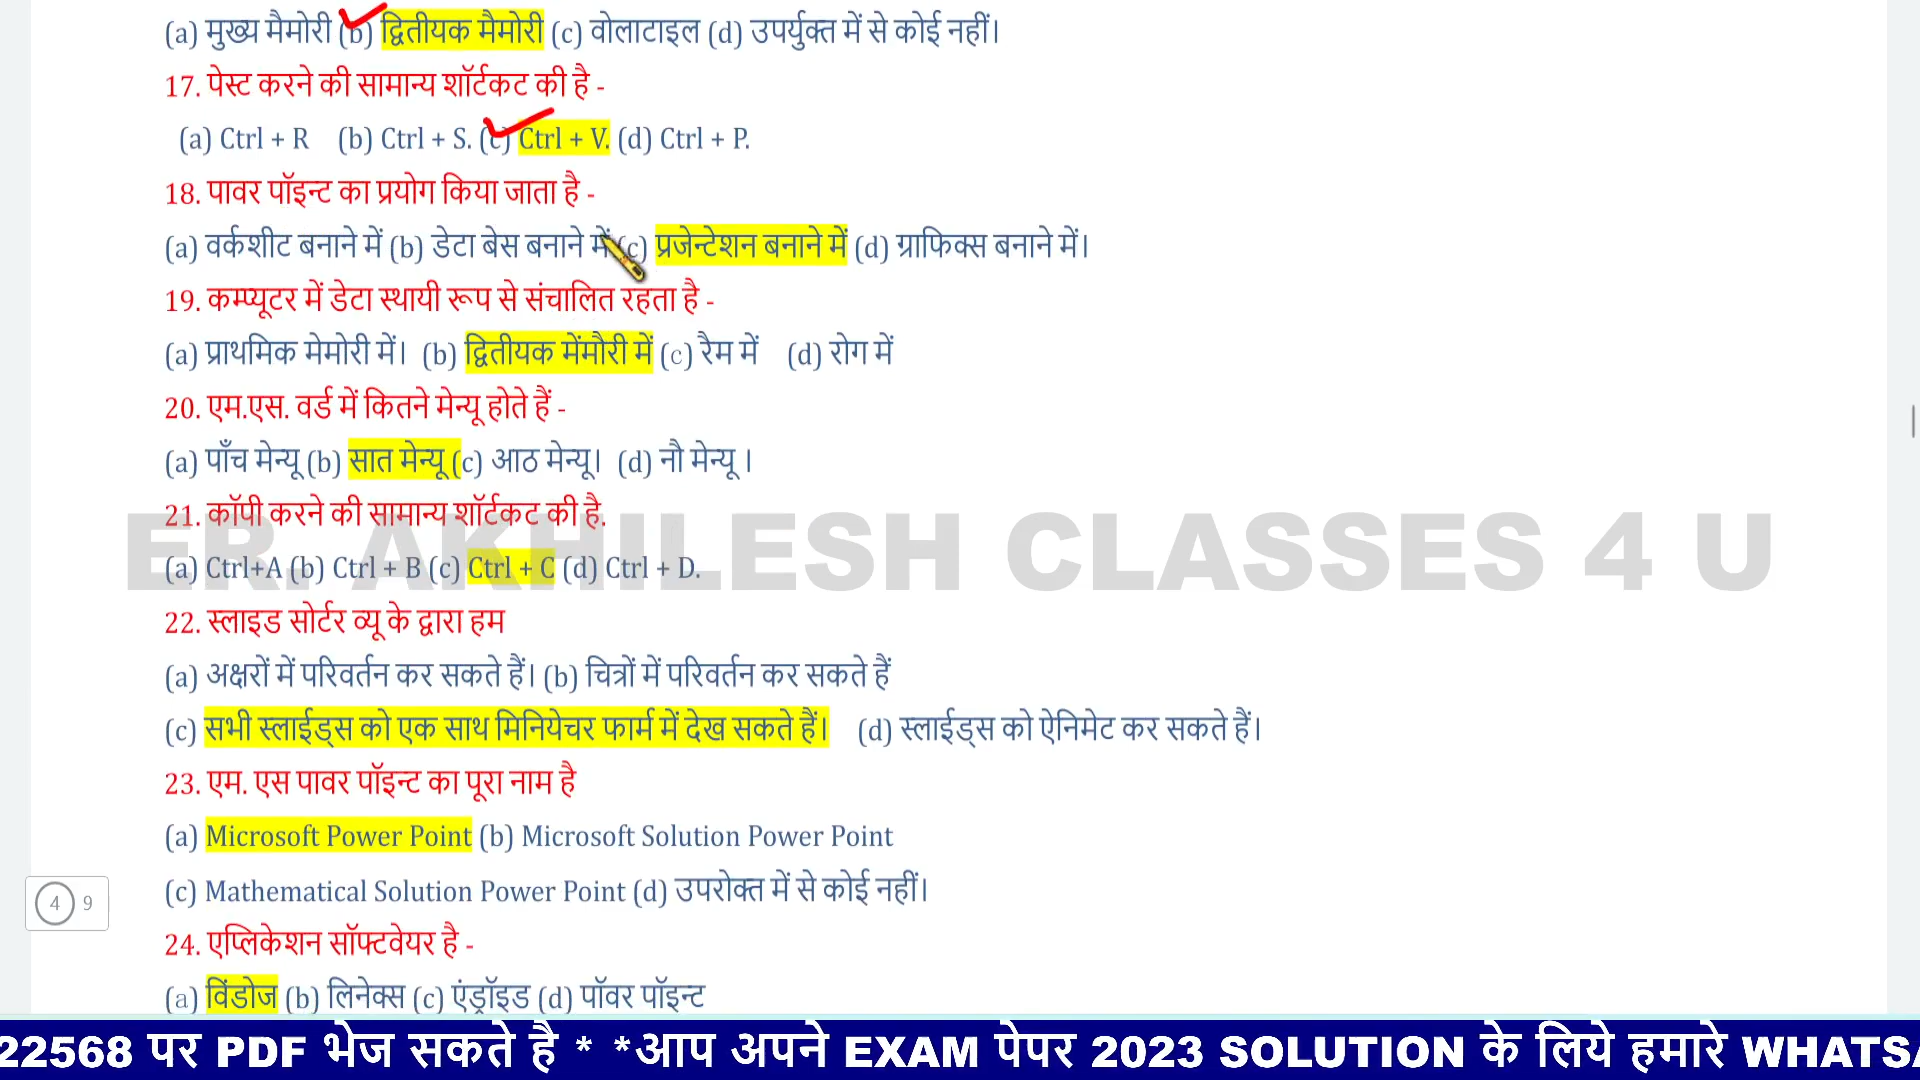 (a) मुख्य मैमोरी (b) द्वितीयक मैमोरी (c) वोलाटाइल (d) उपर्युक्त में से कोई नहीं।
17. पेस्ट करने की सामान्य शॉर्टकट की है -
(a) Ctrl + R (b) Ctrl + S. (c) Ctrl + V. (d) Ctrl + P.
18. पावर पॉइन्ट का प्रयोग किया जाता है -
(a) वर्कशीट बनाने में (b) डेटा बेस बनाने में (c) प्रजेन्टेशन बनाने में (d) ग्राफिक्स बनाने में।
19. कम्प्यूटर में डेटा स्थायी रूप से संचालित रहता है -
(a) प्राथमिक मेमोरी में। (b) द्वितीयक मेंमौरी में (c) रैम में (d) रोग में
20. एम.एस. वर्ड में कितने मेन्यू होते हैं -
(a) पाँच मेन्यू (b) सात मेन्यू (c) आठ मेन्यू। (d) नौ मेन्यू ।
21. कॉपी करने की सामान्य शॉर्टकट की है.
ER. AKHILESH CLASSES 4 U
(a) Ctrl+A (b) Ctrl + B (c) Ctrl + C (d) Ctrl + D.
22. स्लाइड सोर्टर व्यू के द्वारा हम
(a) अक्षरों में परिवर्तन कर सकते हैं। (b) चित्रों में परिवर्तन कर सकते हैं
(c) सभी स्लाईड्स को एक साथ मिनियेचर फार्म में देख सकते हैं। (d) स्लाईड्स को ऐनिमेट कर सकते हैं।
23. एम. एस पावर पॉइन्ट का पूरा नाम है
(a) Microsoft Power Point (b) Microsoft Solution Power Point
(c) Mathematical Solution Power Point (d) उपरोक्त में से कोई नहीं।
4 9
24. एप्लिकेशन सॉफ्टवेयर है -
(a) विंडोज (b) लिनेक्स (c) एंड्रॉइड (d) पॉवर पॉइन्ट
22568 पर PDF भेज सकते है * *आप अपने EXAM पेपर 2023 SOLUTION के लिये हमारे WHATSA